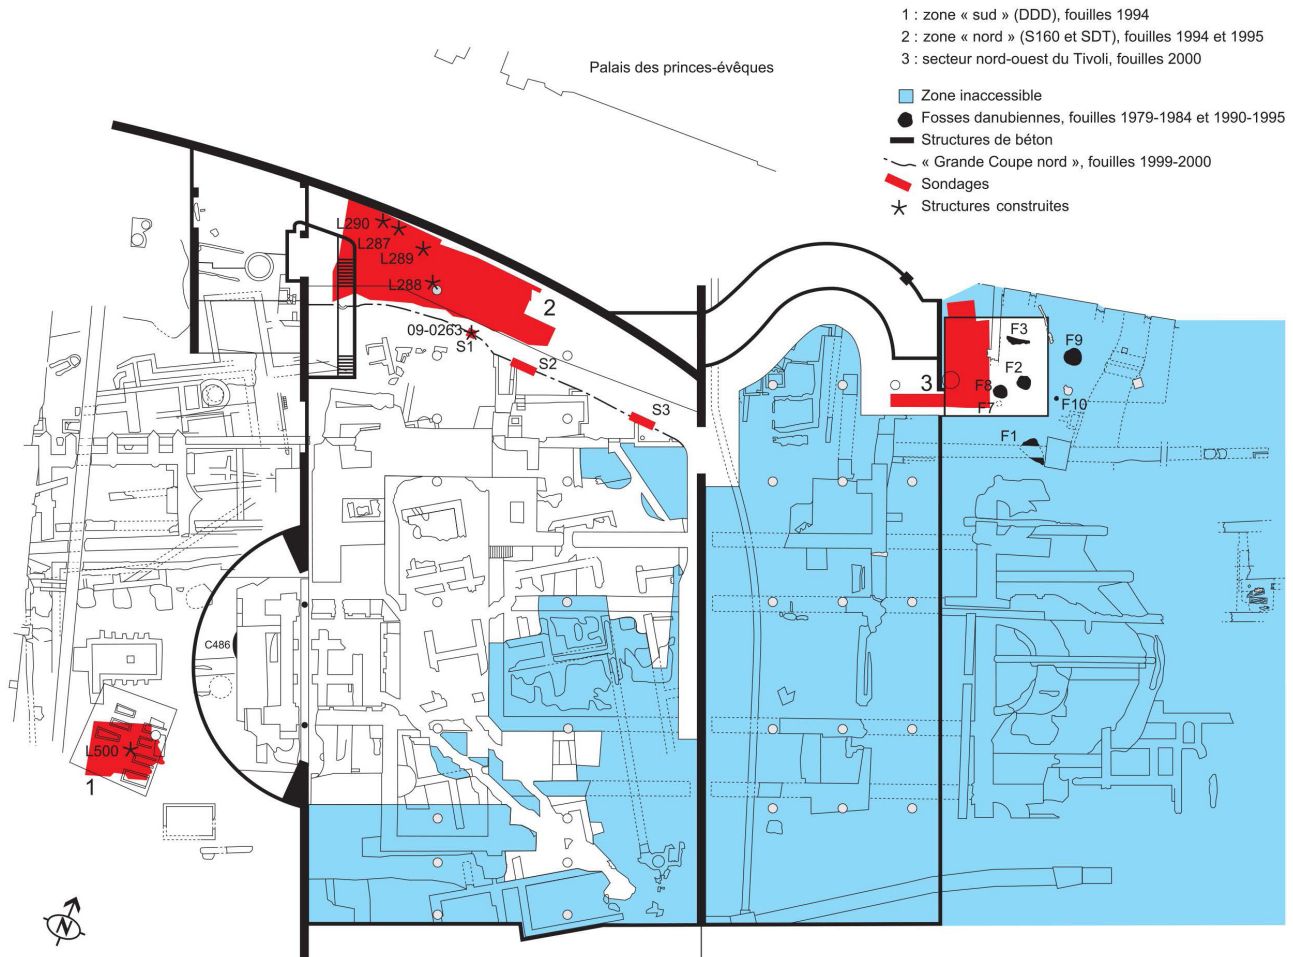 1 : zone « sud » (DDD), fouilles 1994
2 : zone « nord » (S160 et SDT), fouilles 1994 et 1995
3 : secteur nord-ouest du Tivoli, fouilles 2000
Palais des princes-évêques
Zone inaccessible
Fosses danubiennes, fouilles 1979-1984 et 1990-1995
Structures de béton
« Grande Coupe nord », fouilles 1999-2000
Sondages
Structures construites
L290
L287
L289
L288
2
09-0263
S1
S2
S3
3
F3
F9
F2
F8
F7
F10
F1
C486
L500
1
N